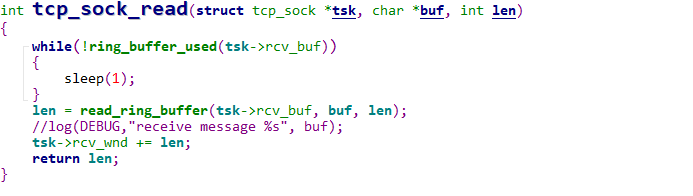 int tcp_sock_read(struct tcp_sock *tsk, char *buf, int len)
{
    while(!ring_buffer_used(tsk->rcv_buf))
    {
        sleep(1);
    }
    len = read_ring_buffer(tsk->rcv_buf, buf, len);
    //log(DEBUG,"receive message %s", buf);
    tsk->rcv_wnd += len;
    return len;
}